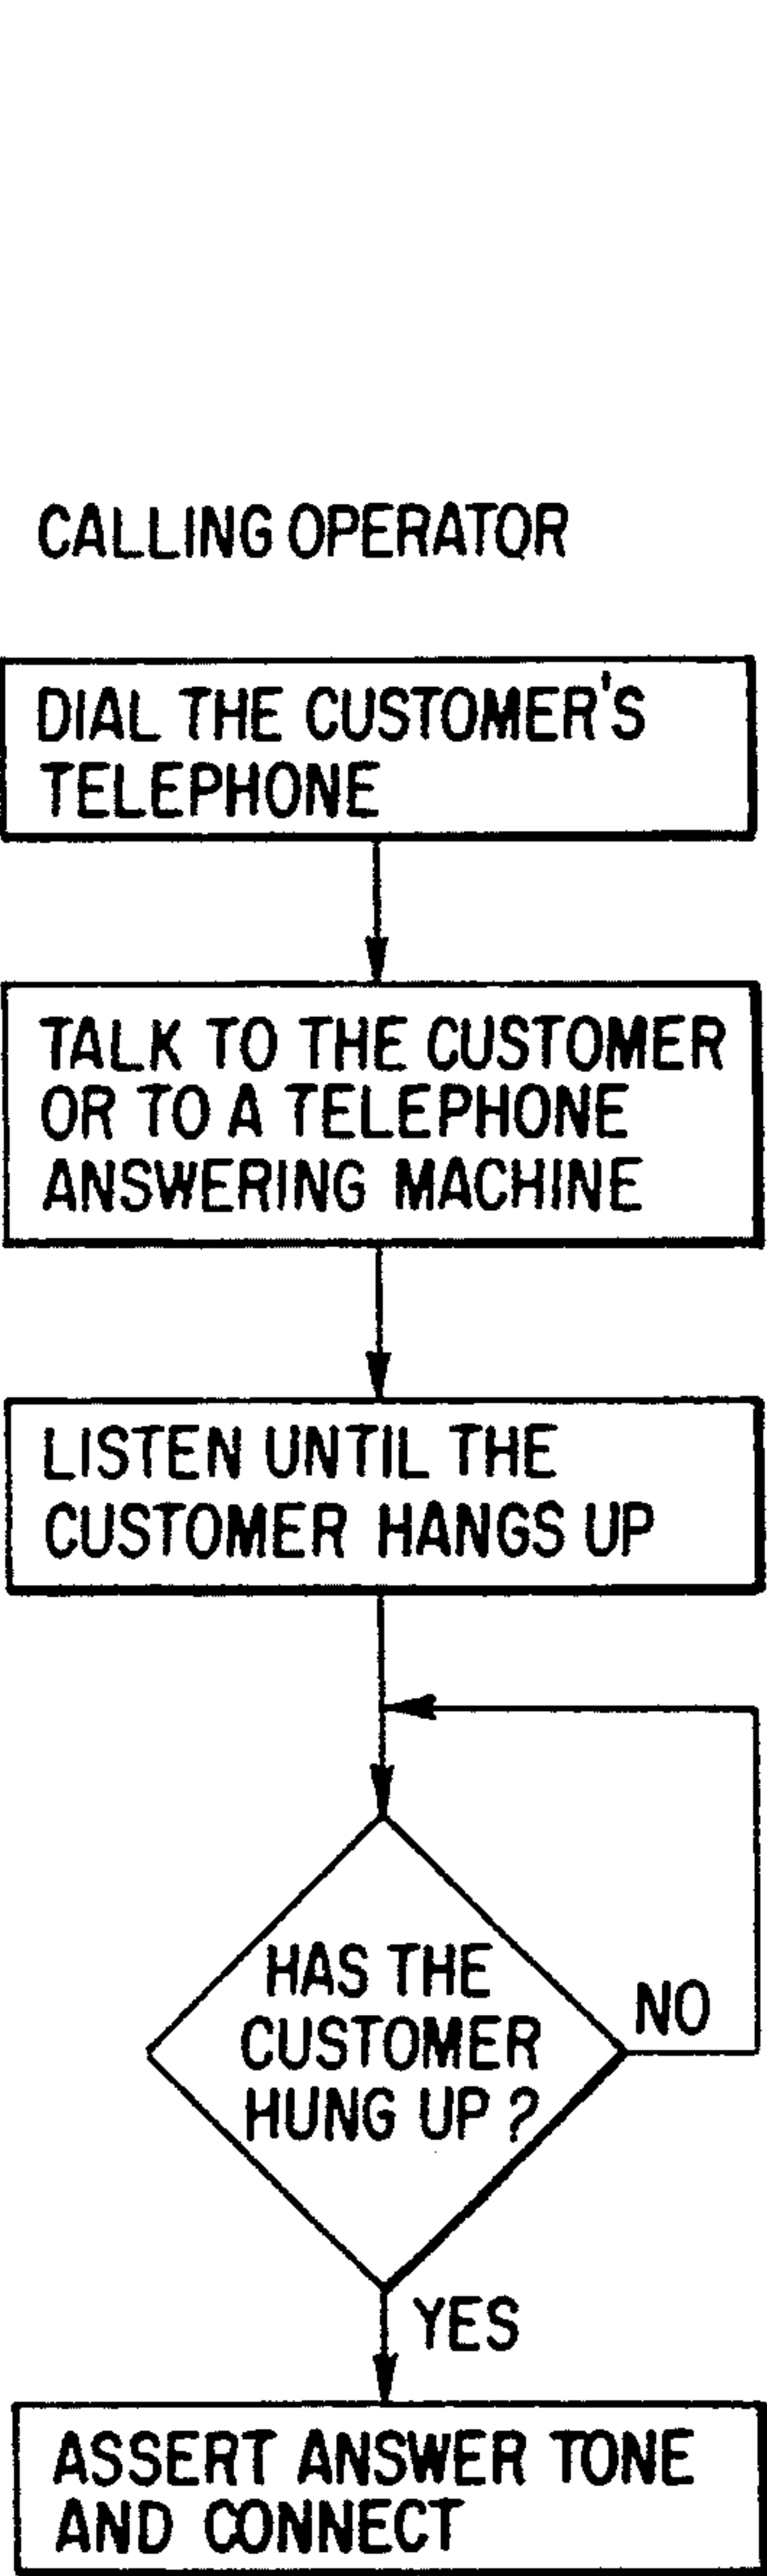 CALLING OPERATOR
DIAL THE CUSTOMER'S
TELEPHONE
TALK TO THE CUSTOMER
OR TO A TELEPHONE
ANSWERING MACHINE
LISTEN UNTIL THE
CUSTOMER HANGS UP
HAS THE
CUSTOMER
HUNG UP ?
NO
YES
ASSERT ANSWER TONE
AND CONNECT